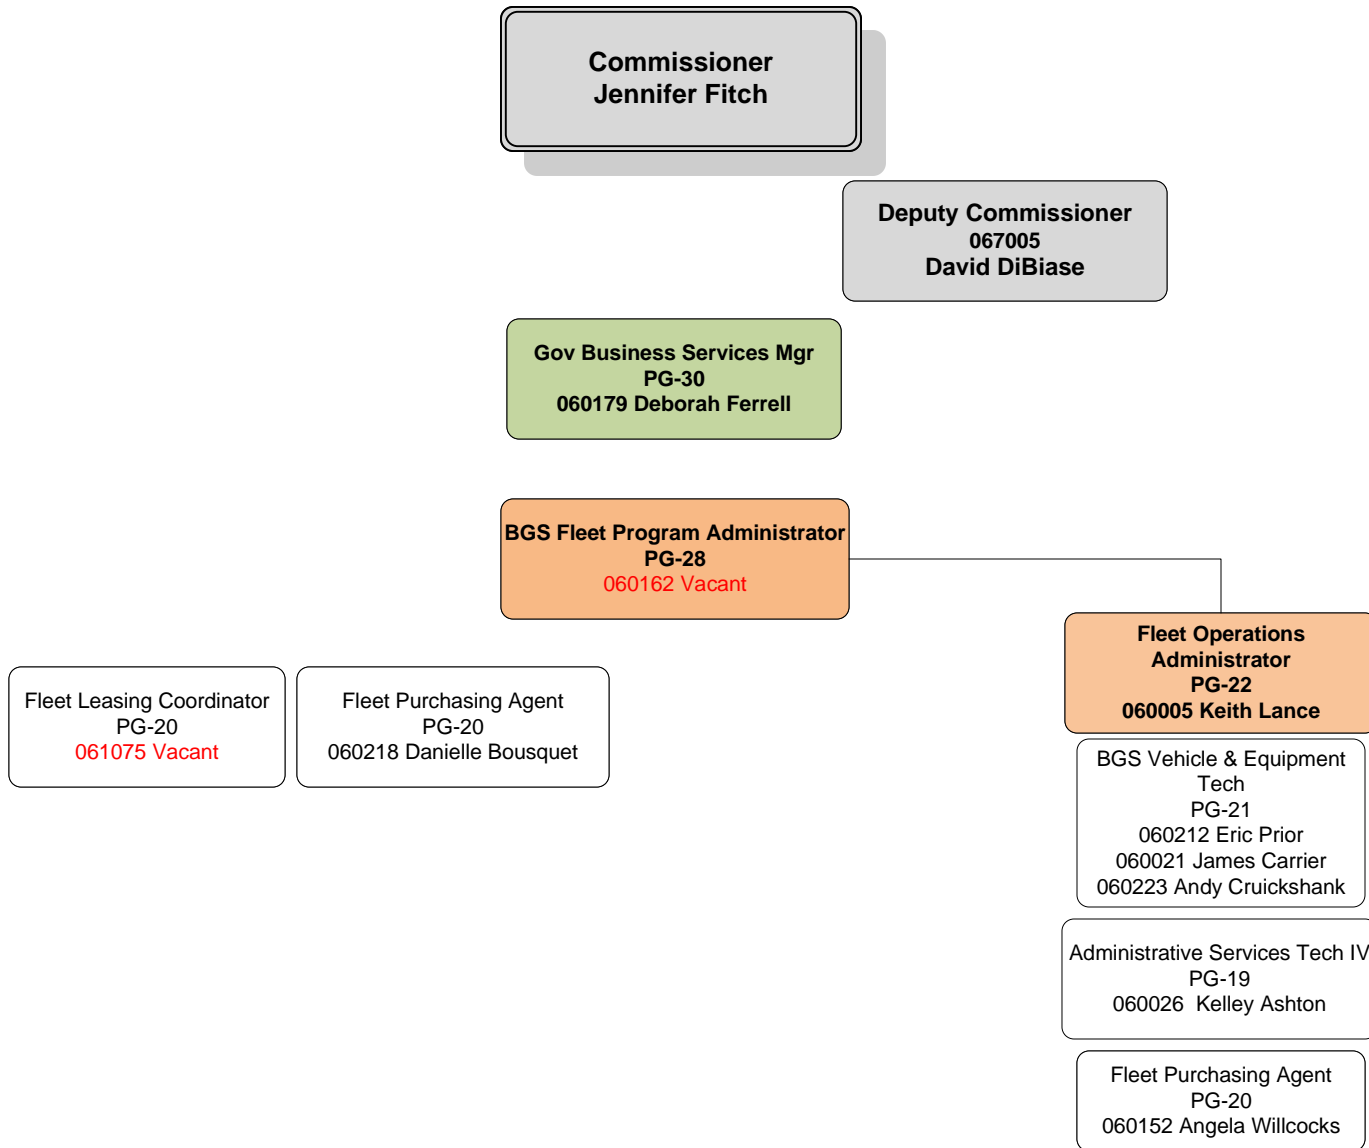 Commissioner
Jennifer Fitch
Deputy Commissioner
067005
David DiBiase
Gov Business Services Mgr
PG-30
060179 Deborah Ferrell
BGS Fleet Program Administrator
PG-28
060162 Vacant
Fleet Operations
Administrator
PG-22
060005 Keith Lance
Fleet Leasing Coordinator
PG-20
061075 Vacant
Fleet Purchasing Agent
PG-20
060218 Danielle Bousquet
BGS Vehicle & Equipment
Tech
PG-21
060212 Eric Prior
060021 James Carrier
060223 Andy Cruickshank
Administrative Services Tech IV
PG-19
060026  Kelley Ashton
Fleet Purchasing Agent
PG-20
060152 Angela Willcocks